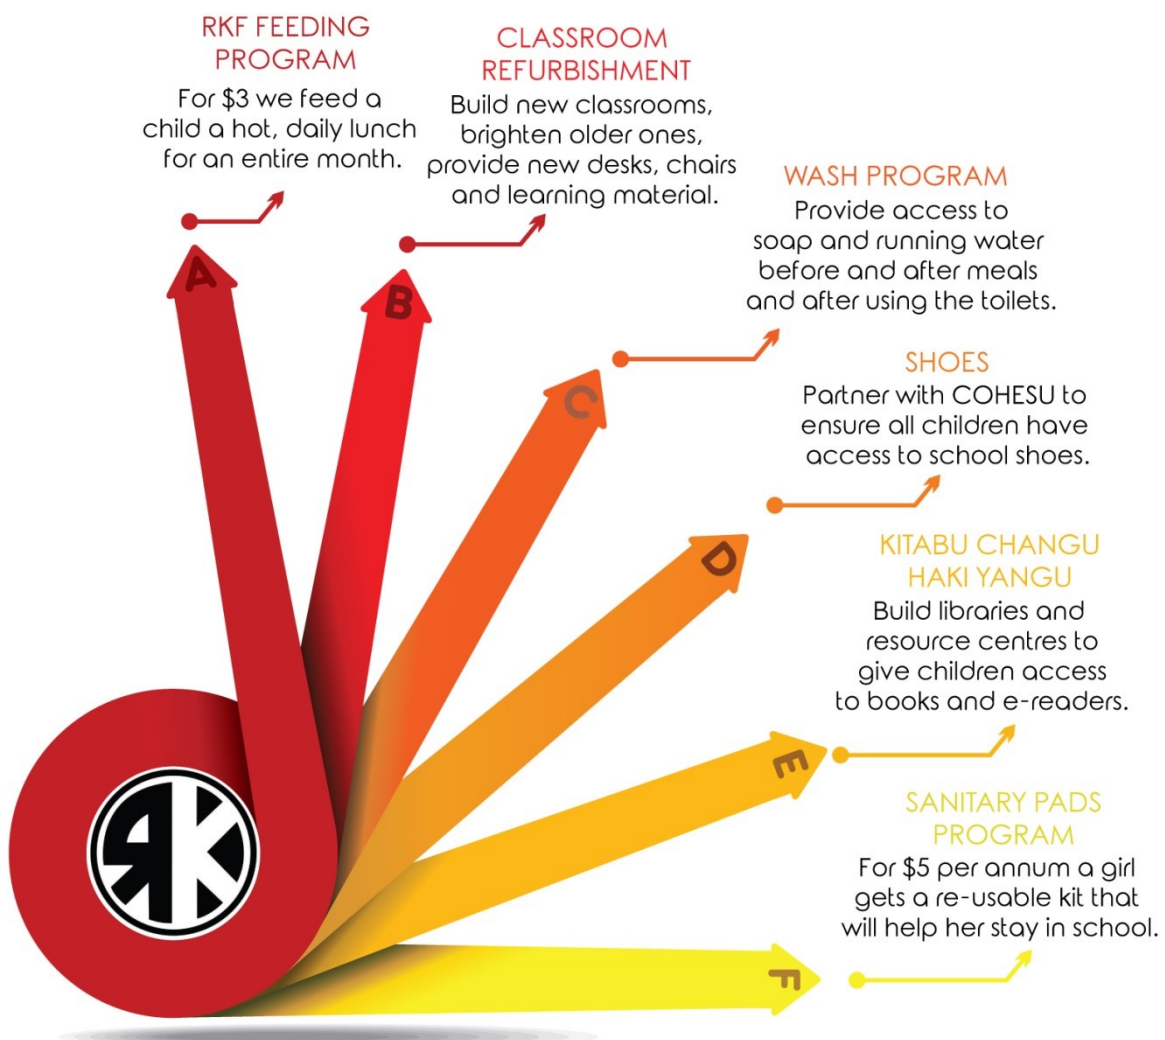 RKF FEEDING
PROGRAM
For $3 we feed a
child a hot, daily lunch
for an entire month.
CLASSROOM
REFURBISHMENT
Build new classrooms,
brighten older ones,
provide new desks, chairs
and learning material.
WASH PROGRAM
Provide access to
soap and running water
before and after meals
and after using the toilets.
SHOES
Partner with COHESU to
ensure all children have
access to school shoes.
KITABU CHANGU
HAKI YANGU
Build libraries and
resource centres to
give children access
to books and e-readers.
SANITARY PADS
PROGRAM
For $5 per annum a girl
gets a re-usable kit that
will help her stay in school.
A
B
C
D
E
F
RK